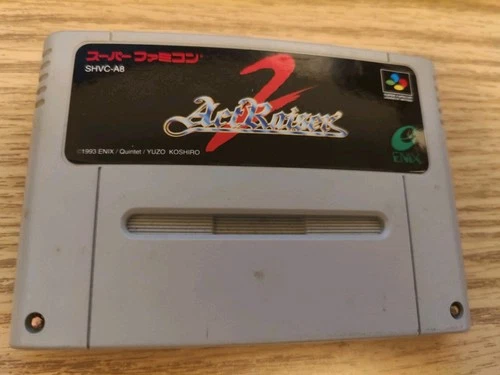 スーパーファミコン
SHVC-A8
2
ActRaiser
©1993 ENIX / Quintet / YUZO KOSHIRO
ENIX